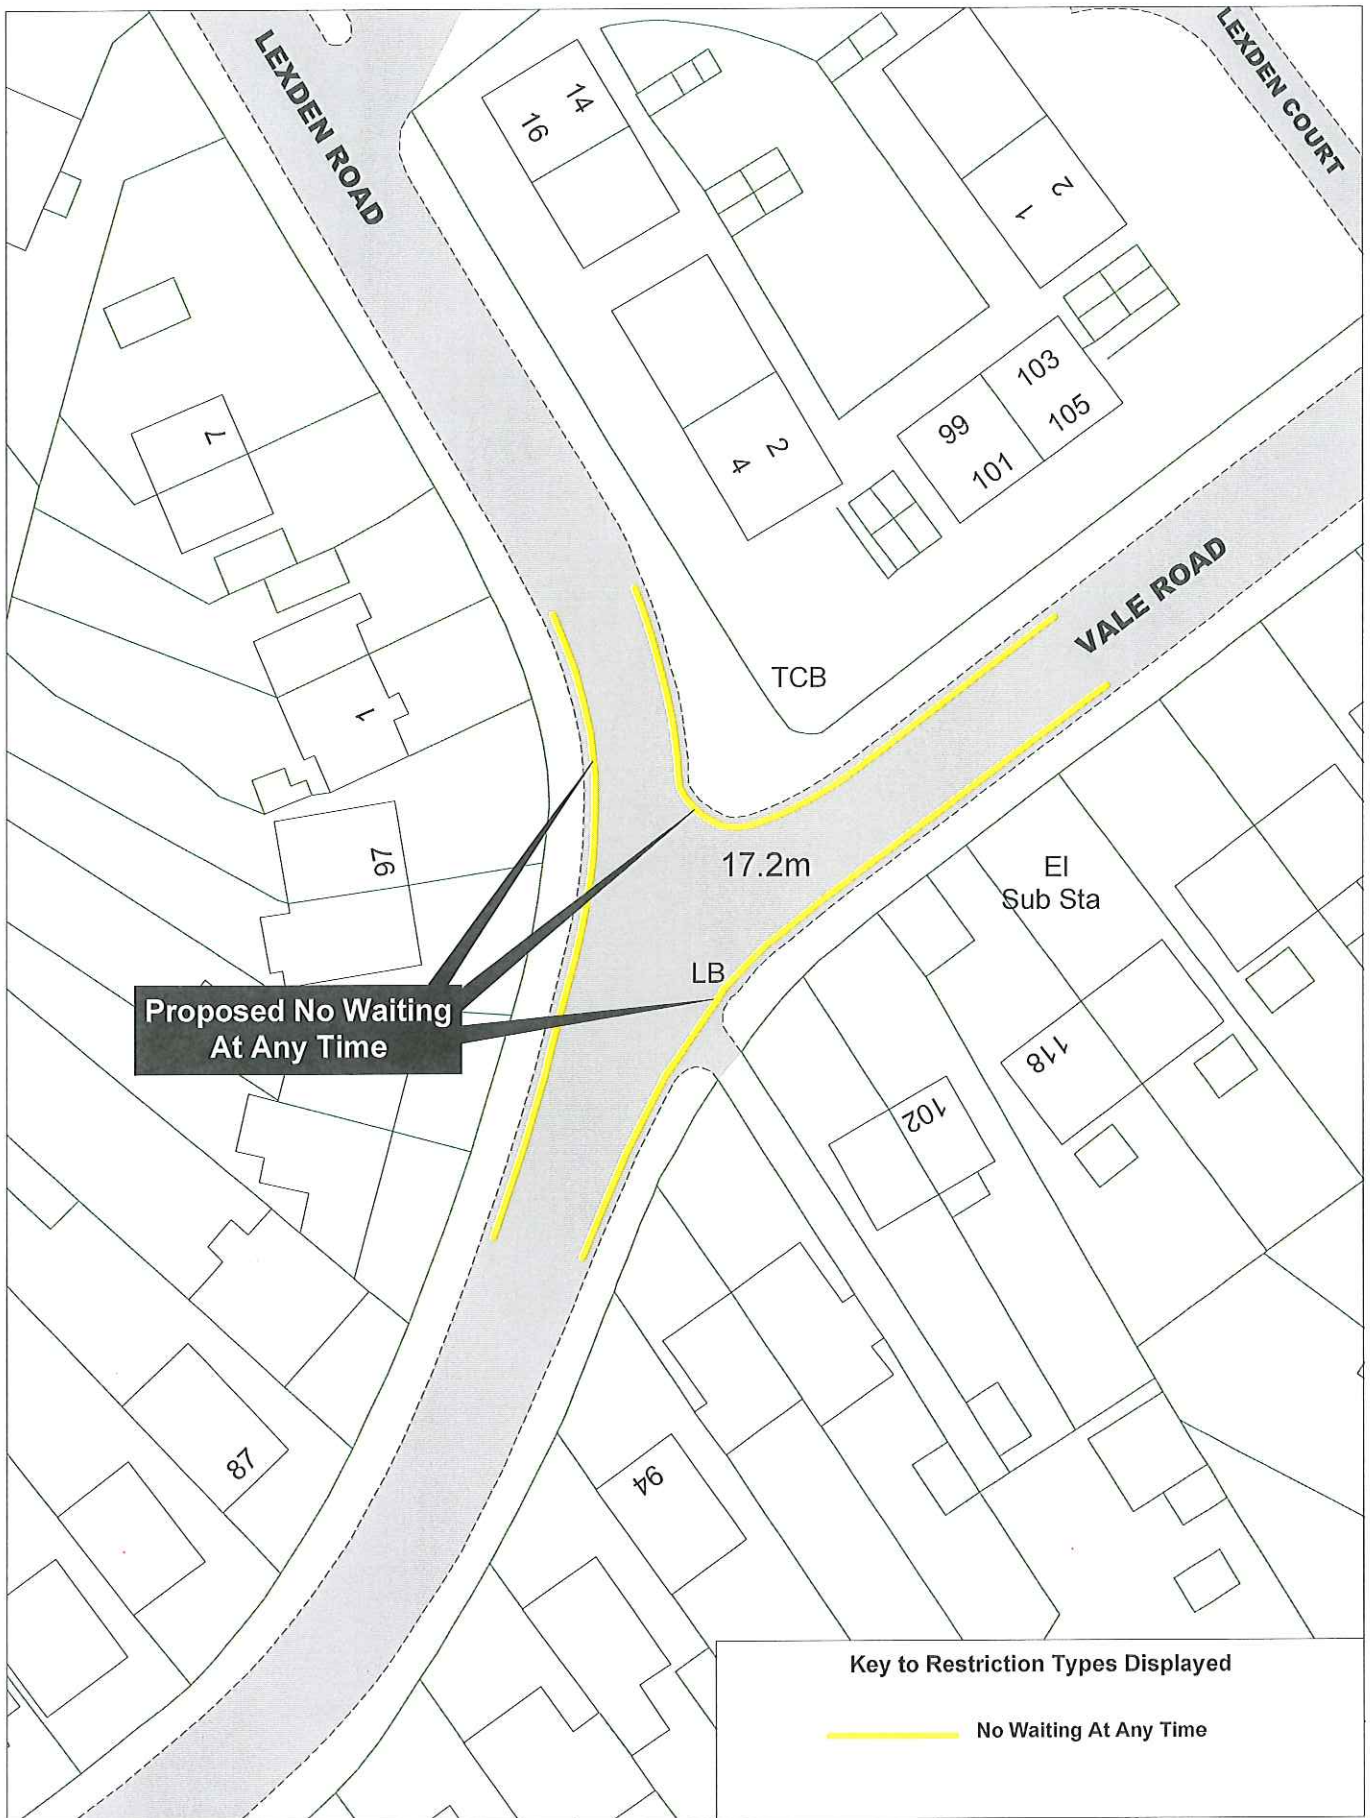 LEXDEN ROAD
LEXDEN COURT
14
16
2
1
7
103
99
105
2
4
101
VALE ROAD
TCB
1
97
17.2m
El
Sub Sta
LB
Proposed No Waiting
At Any Time
118
102
87
94
Key to Restriction Types Displayed
No Waiting At Any Time